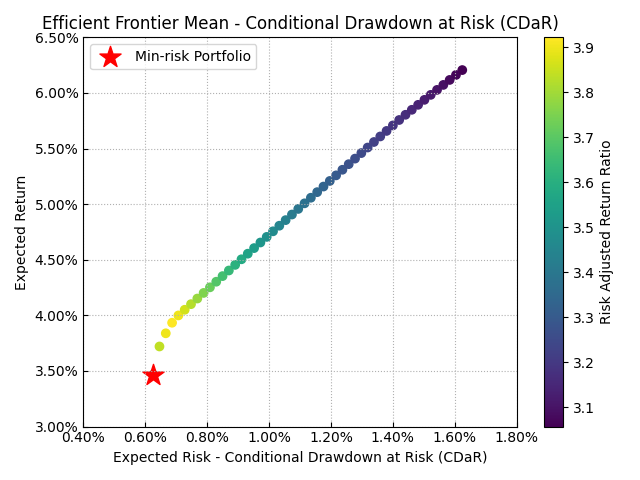 Efficient Frontier Mean - Conditional Drawdown at Risk (CDaR)
Min-risk Portfolio
6.50%
6.00%
5.50%
5.00%
4.50%
4.00%
3.50%
3.00%
Expected Return
0.40% 0.60% 0.80% 1.00% 1.20% 1.40% 1.60% 1.80%
Expected Risk - Conditional Drawdown at Risk (CDaR)
3.9
3.8
3.7
3.6
3.5
3.4
3.3
3.2
3.1
Risk Adjusted Return Ratio